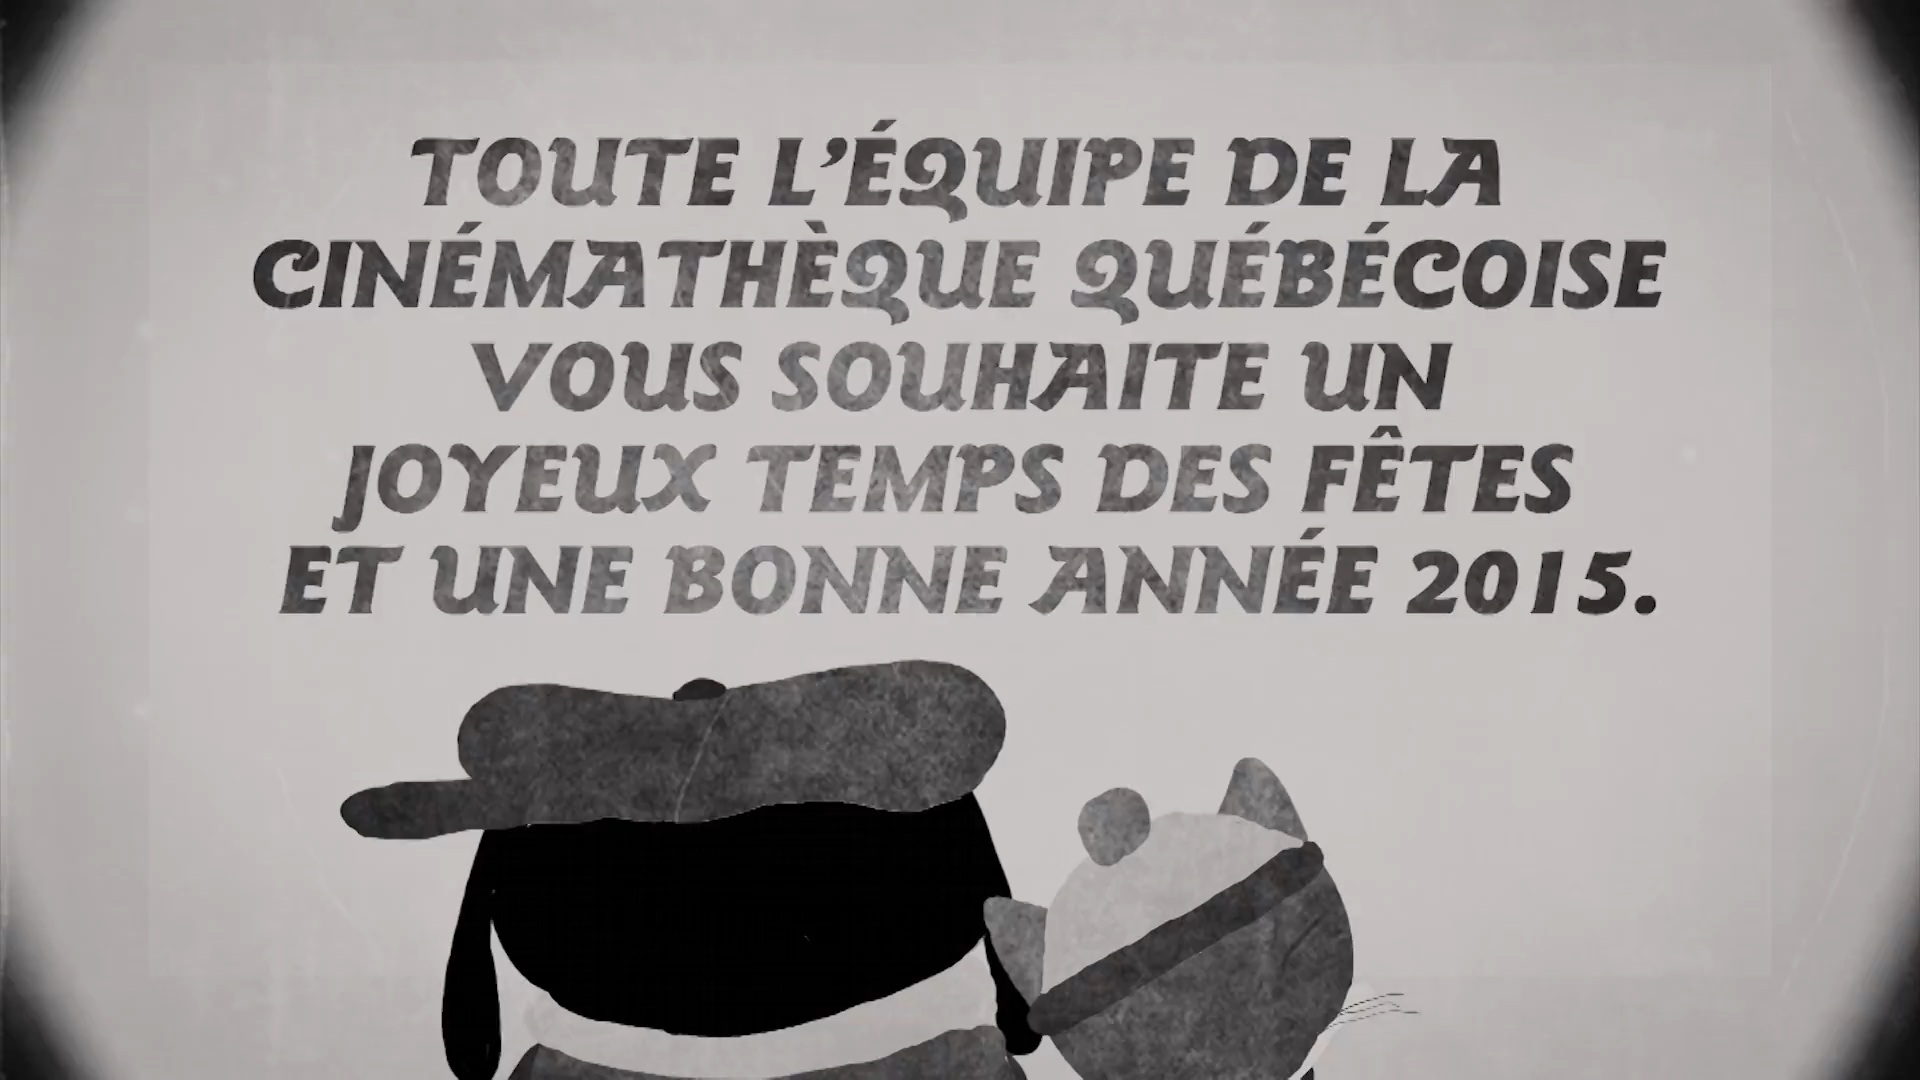 TOUTE L'ÉQUIPE DE LA
CINÉMATHÈQUE QUÉBÉCOISE
VOUS SOUHAITE UN
JOYEUX TEMPS DES FÊTES
ET UNE BONNE ANNÉE 2015.